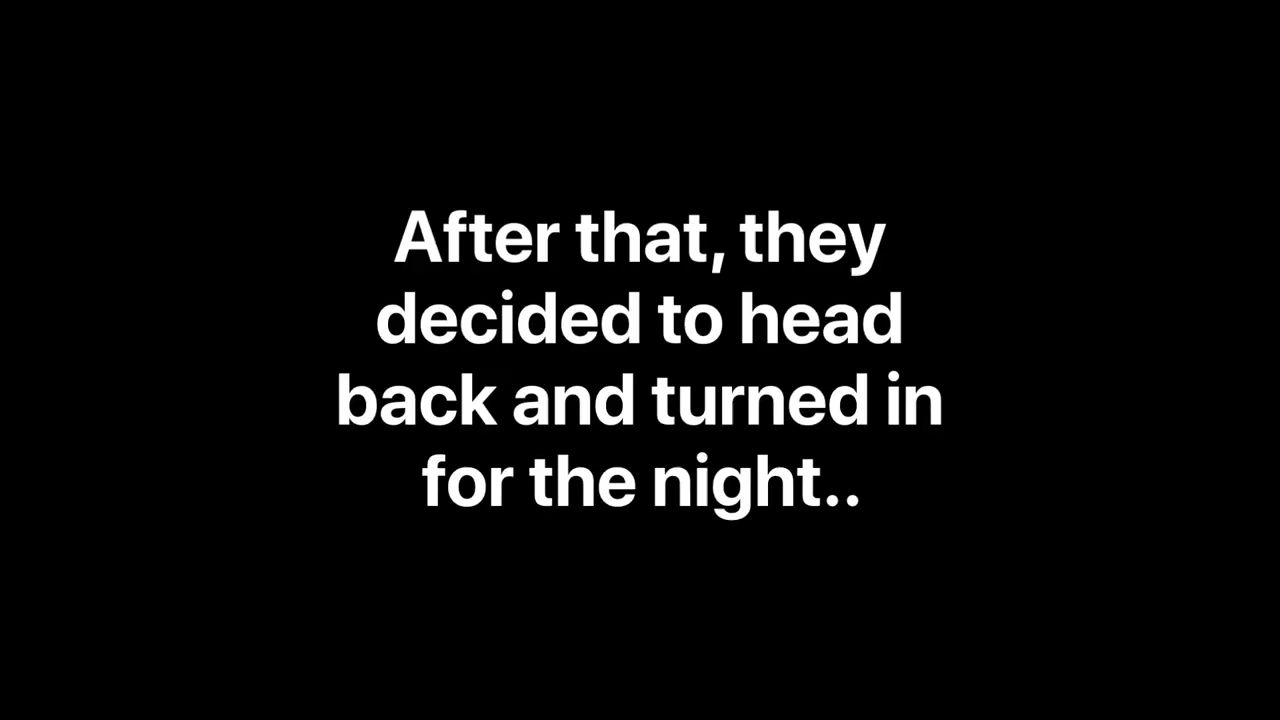 After that, they
decided to head
back and turned in
for the night..